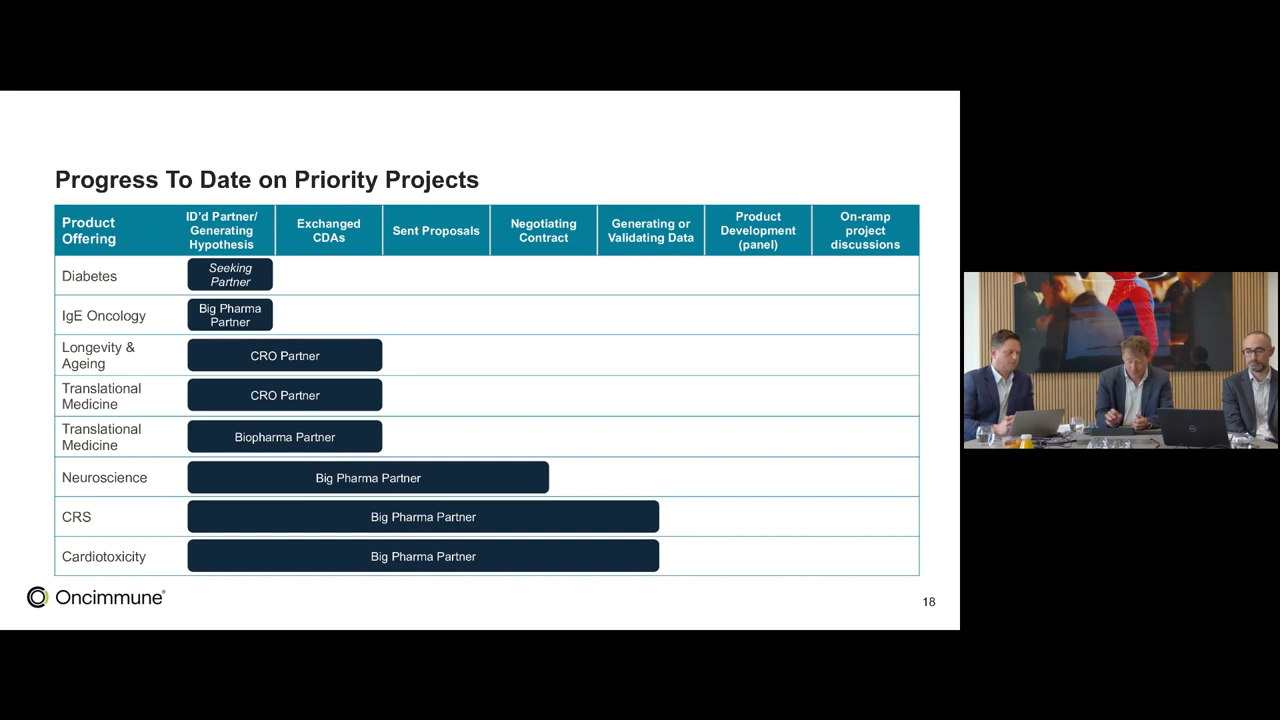 Progress To Date on Priority Projects
Product
Offering
ID'd Partner/
Generating
Hypothesis
Exchanged
CDAs
Sent Proposals
Negotiating
Contract
Generating or
Validating Data
Product
Development
(panel)
On-ramp
project
discussions
Diabetes
Seeking
Partner
IgE Oncology
Big Pharma
Partner
Longevity &
Ageing
CRO Partner
Translational
Medicine
CRO Partner
Translational
Medicine
Biopharma Partner
Neuroscience
Big Pharma Partner
CRS
Big Pharma Partner
Cardiotoxicity
Big Pharma Partner
Oncimmune®
18